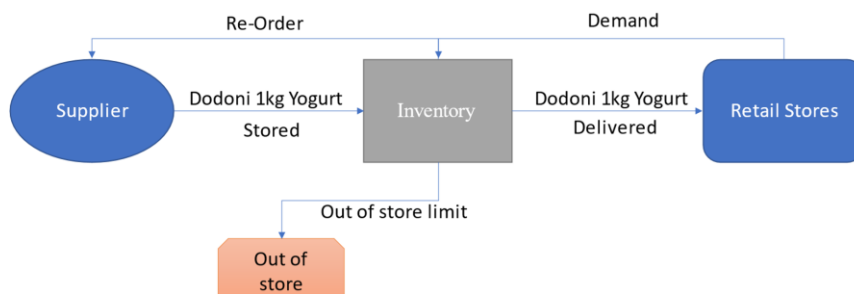 Re-Order
Demand
Supplier
Dodoni 1kg Yogurt
Stored
Inventory
Dodoni 1kg Yogurt
Delivered
Retail Stores
Out of store limit
Out of
store